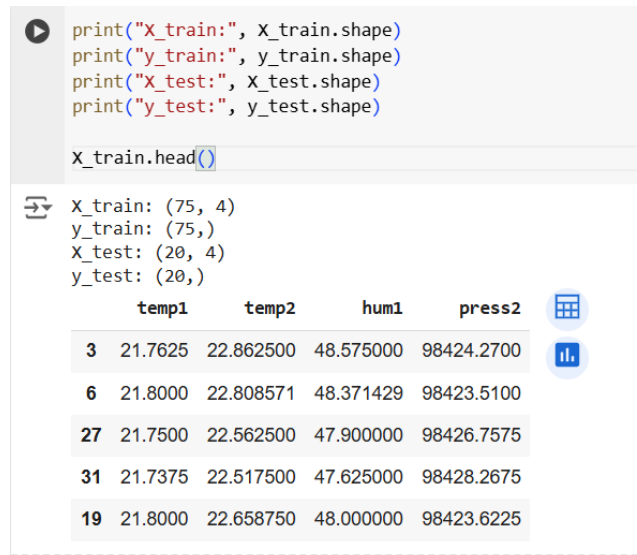 print("X_train:", X_train.shape)
print("y_train:", y_train.shape)
print("X_test:", X_test.shape)
print("y_test:", y_test.shape)
X_train.head()
X_train: (75, 4)
y_train: (75,)
X_test: (20, 4)
y_test: (20,)
temp1 temp2 hum1 press2
3 21.7625 22.862500 48.575000 98424.2700
6 21.8000 22.808571 48.371429 98423.5100
27 21.7500 22.562500 47.900000 98426.7575
31 21.7375 22.517500 47.625000 98428.2675
19 21.8000 22.658750 48.000000 98423.6225